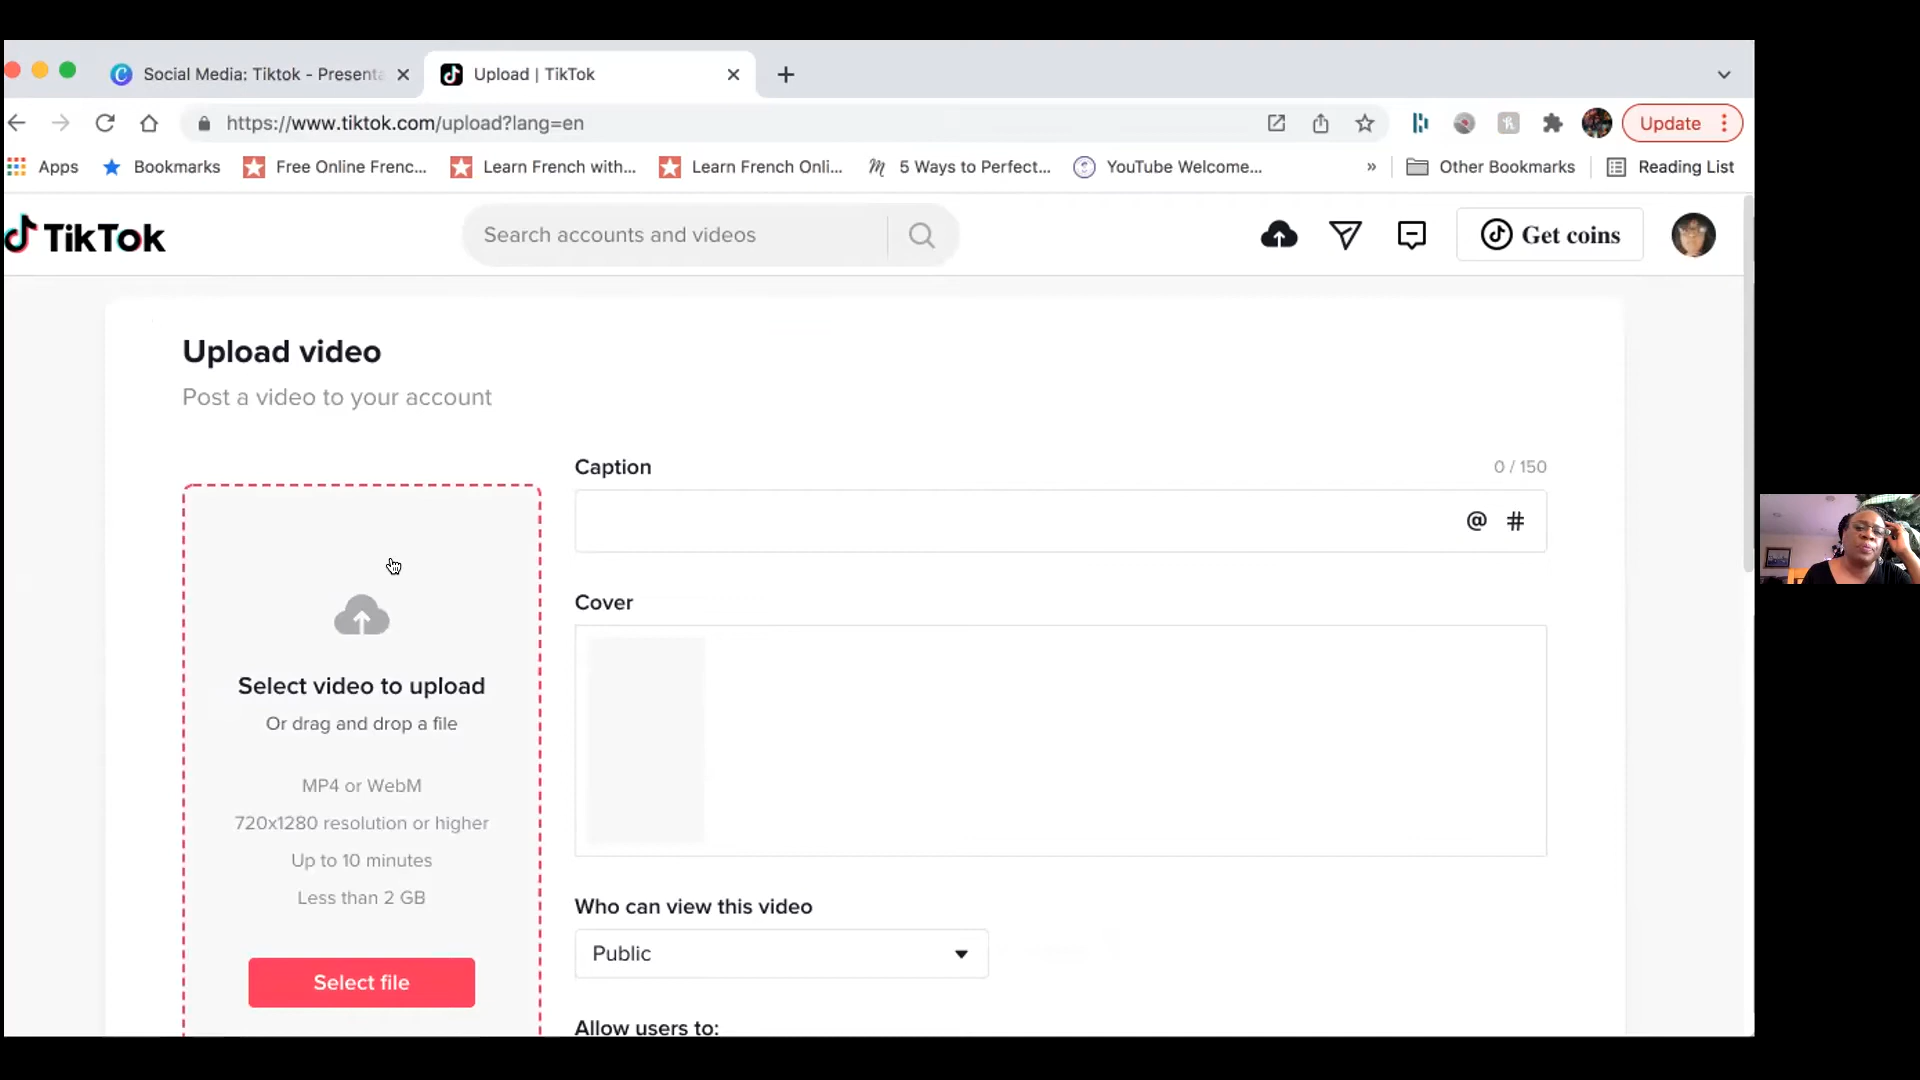 Social Media: Tiktok - Presenta
Upload | TikTok
https://www.tiktok.com/upload?lang=en
Update
Apps
Bookmarks
Free Online Frenc...
Learn French with...
Learn French Onli...
5 Ways to Perfect...
YouTube Welcome...
»
Other Bookmarks
Reading List
TikTok
Search accounts and videos
Get coins
Upload video
Post a video to your account
Caption
0 / 150
@ #
Select video to upload
Or drag and drop a file
MP4 or WebM
720x1280 resolution or higher
Up to 10 minutes
Less than 2 GB
Select file
Cover
Who can view this video
Public
Allow users to: